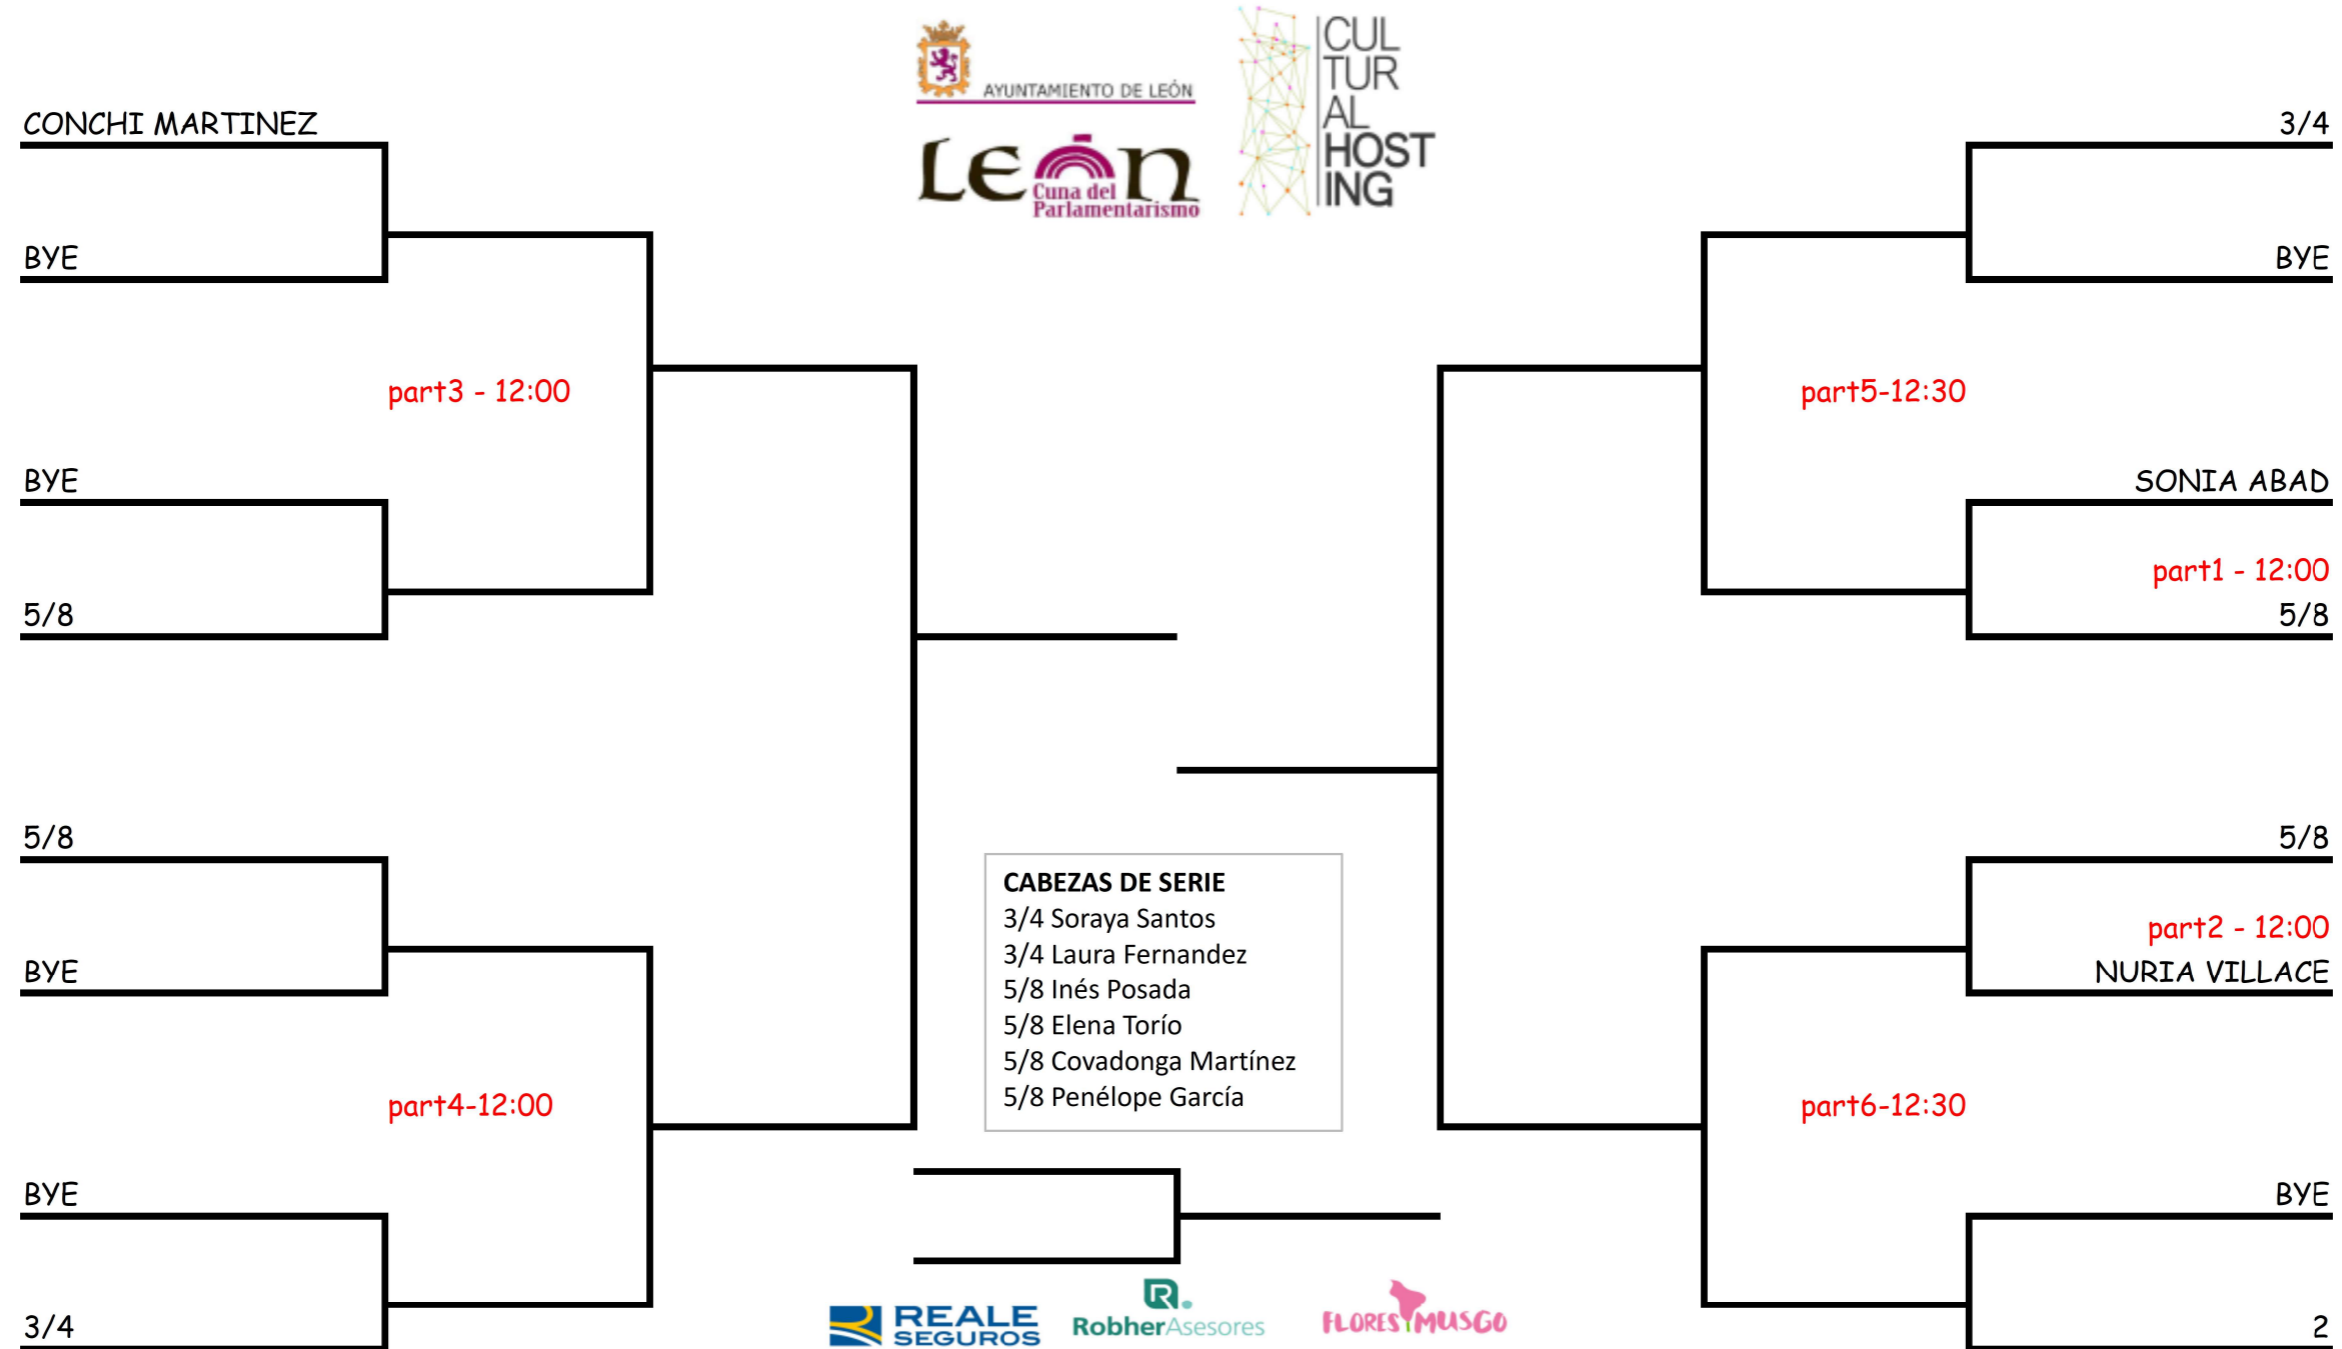 AYUNTAMIENTO DE LEÓN
LEÓN
Cuna del
Parlamentarismo
CUL
TUR
AL
HOST
ING
CONCHI MARTINEZ
BYE
part3 - 12:00
BYE
5/8
5/8
BYE
part4-12:00
BYE
3/4
3/4
BYE
part5-12:30
SONIA ABAD
part1 - 12:00
5/8
5/8
part2 - 12:00
NURIA VILLACE
part6-12:30
BYE
2
CABEZAS DE SERIE
3/4 Soraya Santos
3/4 Laura Fernandez
5/8 Inés Posada
5/8 Elena Torío
5/8 Covadonga Martínez
5/8 Penélope García
REALE
SEGUROS
R.
RobherAsesores
FLORES Y MUSGO